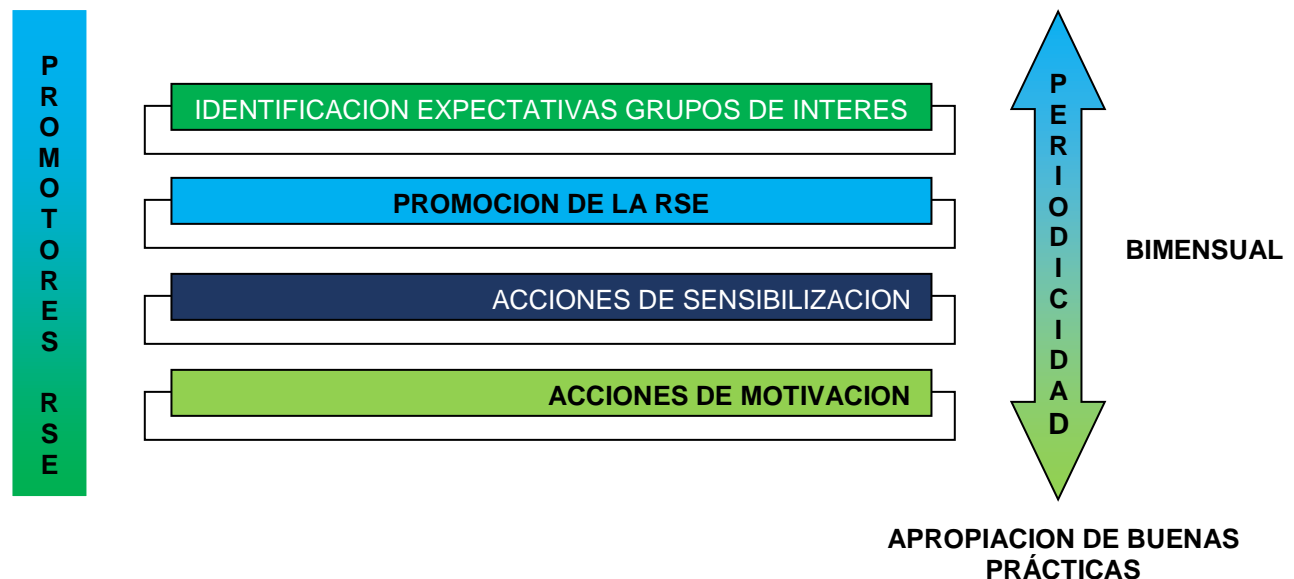 PROMOTORES RSE
IDENTIFICACION EXPECTATIVAS GRUPOS DE INTERES
PROMOCION DE LA RSE
ACCIONES DE SENSIBILIZACION
ACCIONES DE MOTIVACION
PERIODICIDAD
BIMENSUAL
APROPIACION DE BUENAS
PRÁCTICAS